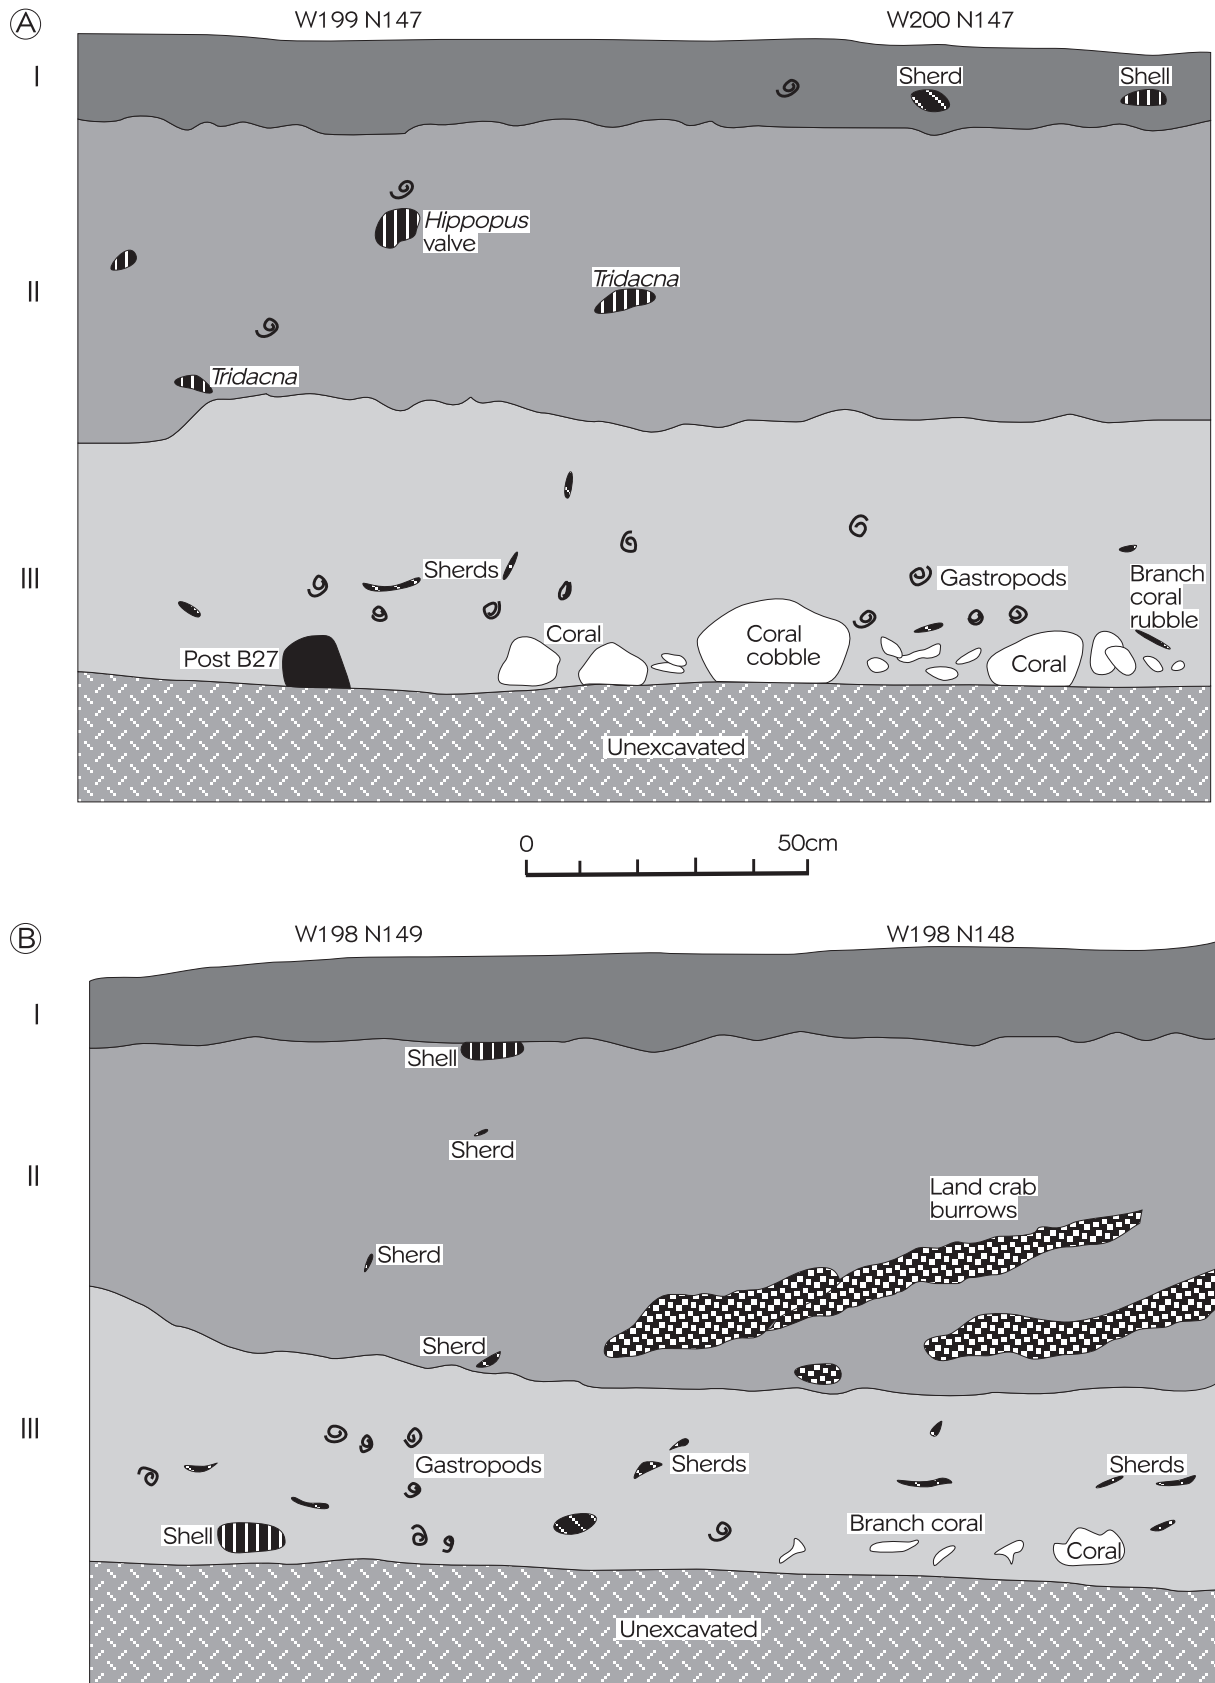 A
W199 N147
W200 N147
I
Sherd
Shell
Hippopus
valve
II
Tridacna
Tridacna
III
Sherds
Gastropods
Branch
coral
rubble
Coral
Coral
cobble
Post B27
Coral
Unexcavated
0
50cm
B
W198 N149
W198 N148
I
Shell
Sherd
II
Land crab
burrows
Sherd
Sherd
III
Gastropods
Sherds
Sherds
Shell
Branch coral
Coral
Unexcavated